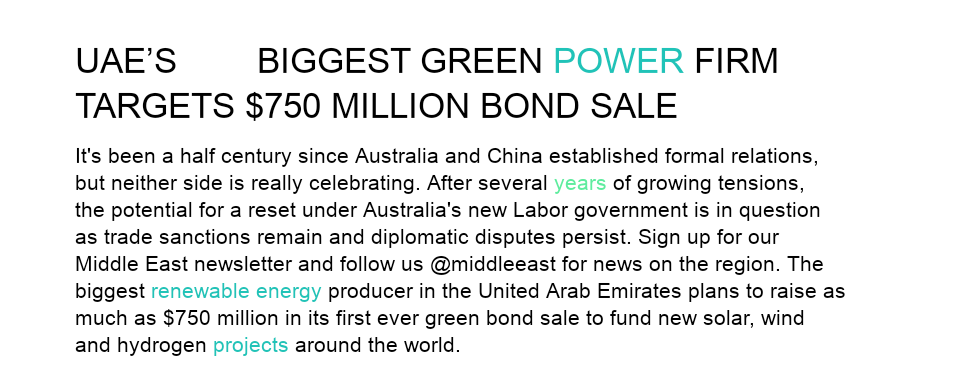 UAE’S BIGGEST GREEN POWER FIRM
TARGETS $750 MILLION BOND SALE
It's been a half century since Australia and China established formal relations,
but neither side is really celebrating. After several years of growing tensions,
the potential for a reset under Australia's new Labor government is in question
as trade sanctions remain and diplomatic disputes persist. Sign up for our
Middle East newsletter and follow us @middleeast for news on the region. The
biggest renewable energy producer in the United Arab Emirates plans to raise as
much as $750 million in its first ever green bond sale to fund new solar, wind
and hydrogen projects around the world.